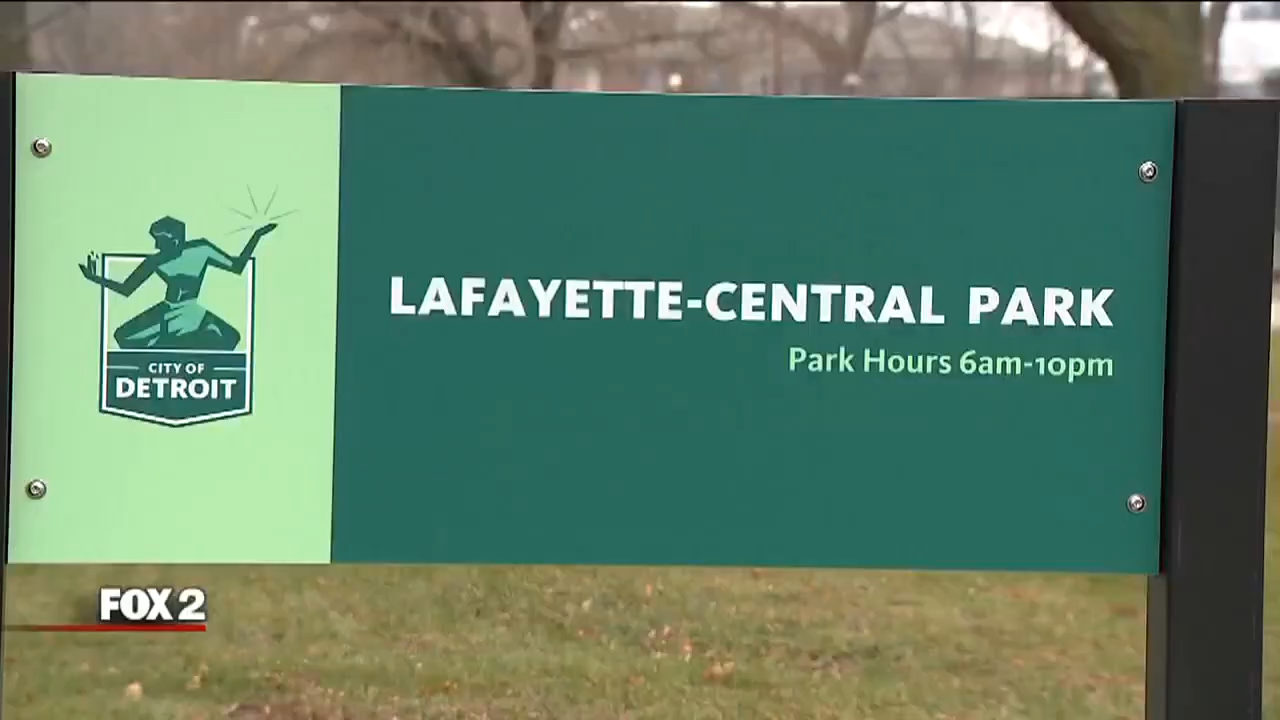 LAFAYETTE-CENTRAL PARK
Park Hours 6am-10pm
CITY OF
DETROIT
FOX 2